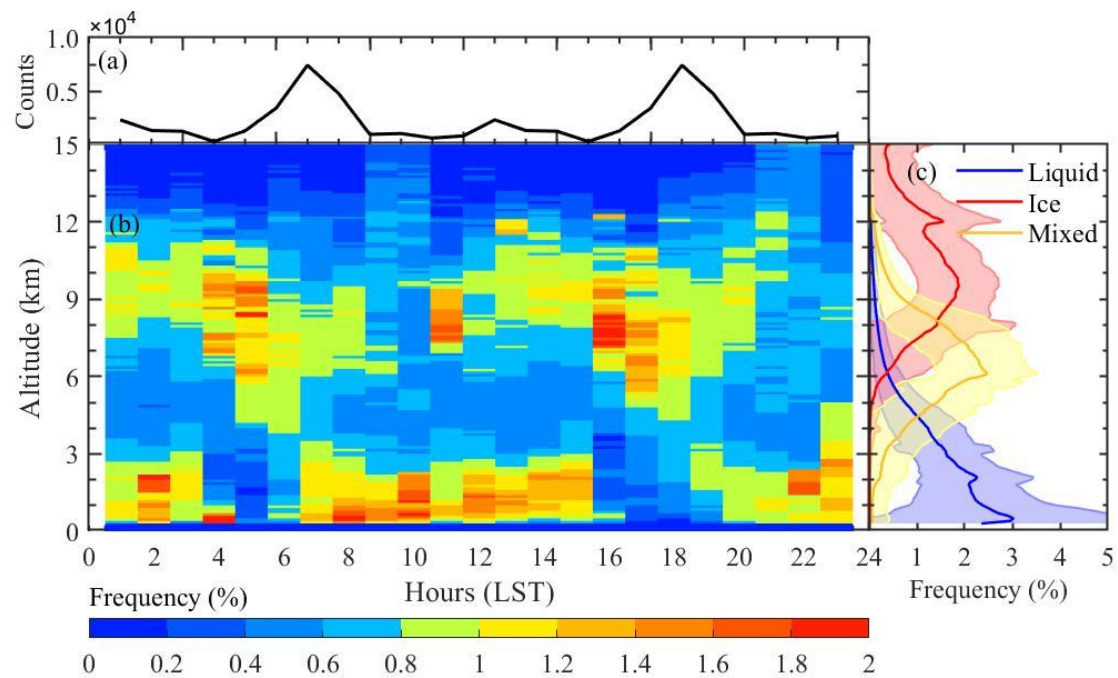 ×10⁴
1.0
0.5
Counts
(a)
15
12
9
6
3
0
Altitude (km)
(b)
(c)
Liquid
Ice
Mixed
0 2 4 6 8 10 12 14 16 18 20 22 24 1 2 3 4 5
Hours (LST)
Frequency (%)
Frequency (%)
0 0.2 0.4 0.6 0.8 1 1.2 1.4 1.6 1.8 2